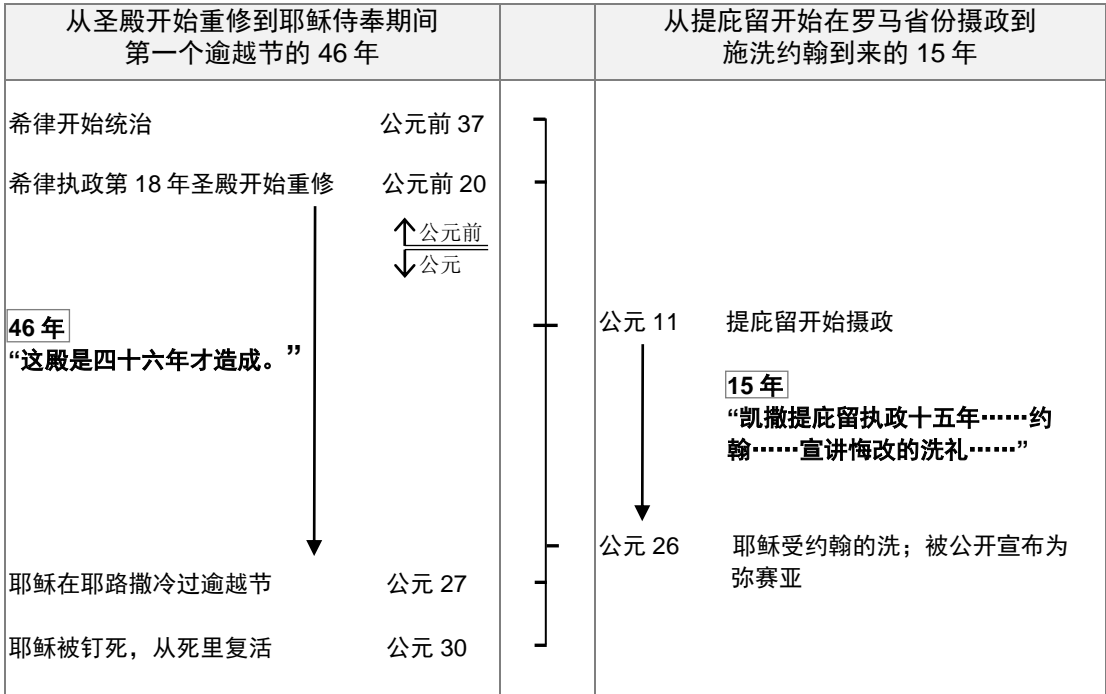 从圣殿开始重修到耶稣侍奉期间
第一个逾越节的 46 年
从提庇留开始在罗马省份摄政到
施洗约翰到来的 15 年
希律开始统治 公元前 37
希律执政第 18 年圣殿开始重修 公元前 20
公元前
公元
46 年
“这殿是四十六年才造成。”
公元 11 提庇留开始摄政
15 年
“凯撒提庇留执政十五年……约
翰……宣讲悔改的洗礼……”
公元 26 耶稣受约翰的洗；被公开宣布为
弥赛亚
耶稣在耶路撒冷过逾越节 公元 27
耶稣被钉死，从死里复活 公元 30